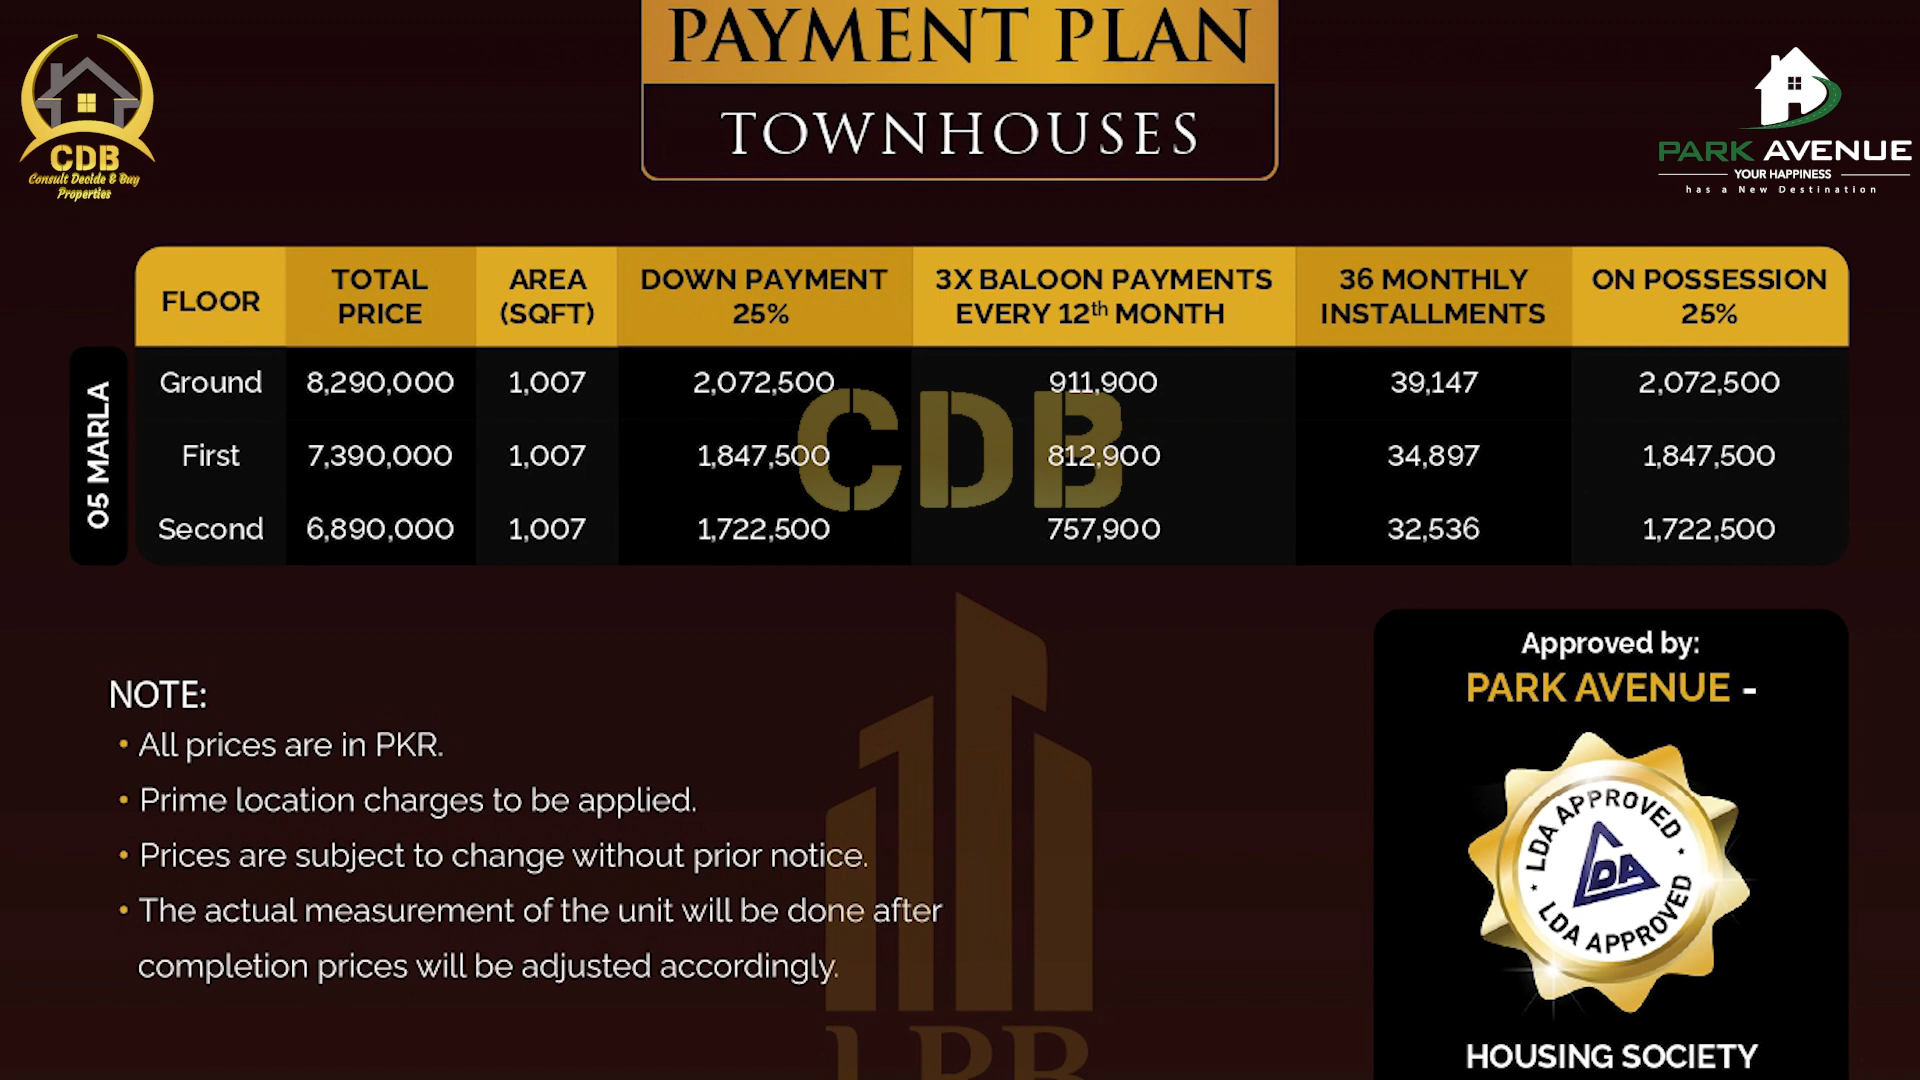 PAYMENT PLAN
TOWNHOUSES
CDB
Consult Decide & Buy
Properties
PARK AVENUE
YOUR HAPPINESS
has a New Destination
FLOOR TOTAL PRICE AREA (SQFT) DOWN PAYMENT 25% 3X BALOON PAYMENTS EVERY 12th MONTH 36 MONTHLY INSTALLMENTS ON POSSESSION 25%
05 MARLA
Ground 8,290,000 1,007 2,072,500 911,900 39,147 2,072,500
First 7,390,000 1,007 1,847,500 812,900 34,897 1,847,500
Second 6,890,000 1,007 1,722,500 757,900 32,536 1,722,500
CDB
NOTE:
• All prices are in PKR.
• Prime location charges to be applied.
• Prices are subject to change without prior notice.
• The actual measurement of the unit will be done after
completion prices will be adjusted accordingly.
Approved by:
PARK AVENUE -
LDA APPROVED
LDA
LDA APPROVED
HOUSING SOCIETY